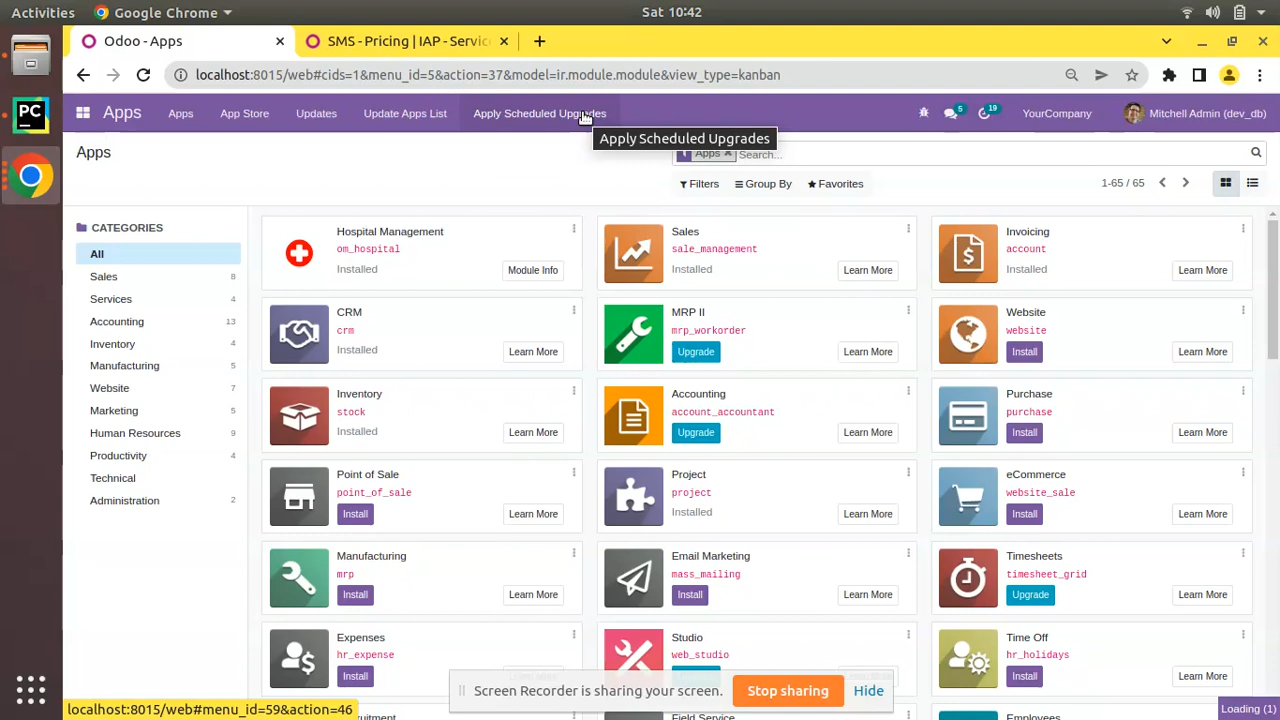 Activities
Google Chrome
Sat 10:42
Odoo - Apps
SMS - Pricing | IAP - Servic
localhost:8015/web#cids=1&menu_id=5&action=37&model=ir.module.module&view_type=kanban
Apps
Apps
App Store
Updates
Update Apps List
Apply Scheduled Upgrades
5
19
YourCompany
Mitchell Admin (dev_db)
Apply Scheduled Upgrades
Apps
Apps
Search...
Filters
Group By
Favorites
1-65 / 65
CATEGORIES
All
Sales 8
Services 4
Accounting 13
Inventory 4
Manufacturing 5
Website 7
Marketing 5
Human Resources 9
Productivity 4
Technical
Administration 2
Hospital Management
om_hospital
Installed
Module Info
Sales
sale_management
Installed
Learn More
Invoicing
account
Installed
Learn More
CRM
crm
Installed
Learn More
MRP II
mrp_workorder
Upgrade
Learn More
Website
website
Install
Learn More
Inventory
stock
Installed
Learn More
Accounting
account_accountant
Upgrade
Learn More
Purchase
purchase
Install
Learn More
Point of Sale
point_of_sale
Install
Learn More
Project
project
Installed
Learn More
eCommerce
website_sale
Install
Learn More
Manufacturing
mrp
Install
Learn More
Email Marketing
mass_mailing
Install
Learn More
Timesheets
timesheet_grid
Upgrade
Learn More
Expenses
hr_expense
Install
Studio
web_studio
Time Off
hr_holidays
Install
Learn More
Screen Recorder is sharing your screen.
Stop sharing
Hide
Field Service
Employees
localhost:8015/web#menu_id=59&action=46
Loading (1)